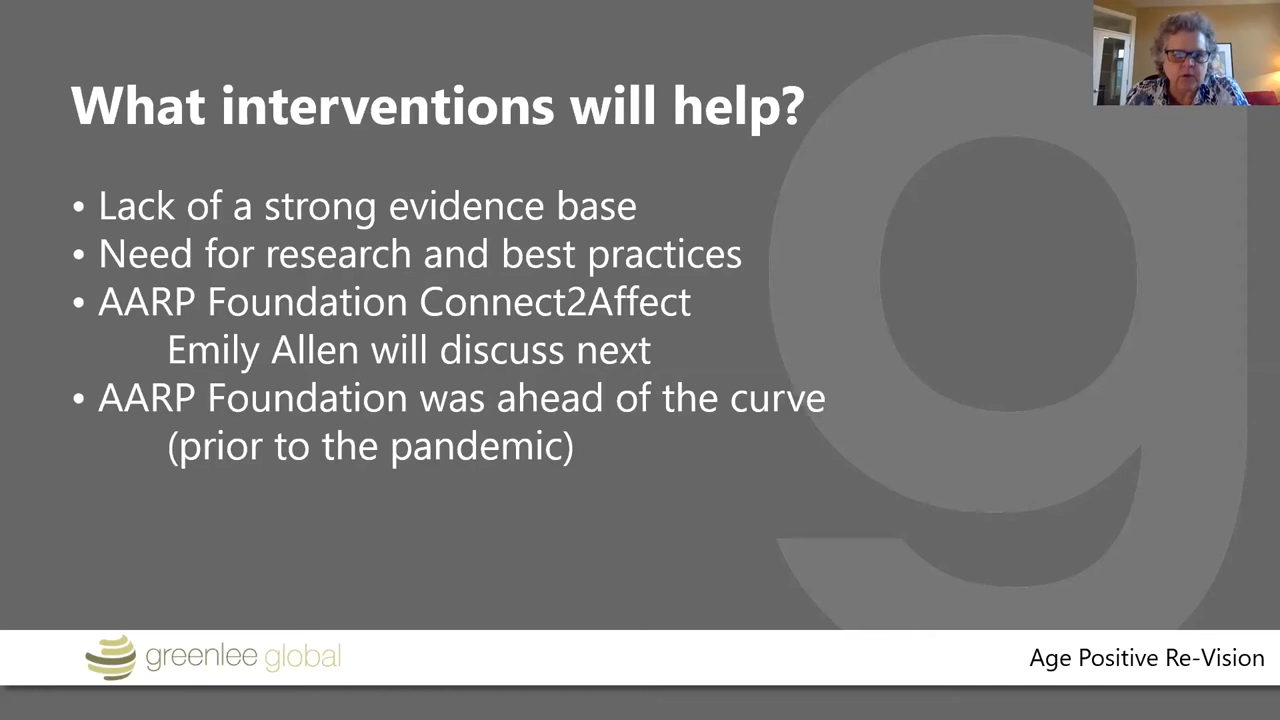 What interventions will help?
• Lack of a strong evidence base
• Need for research and best practices
• AARP Foundation Connect2Affect
Emily Allen will discuss next
• AARP Foundation was ahead of the curve
(prior to the pandemic)
greenlee global
Age Positive Re-Vision